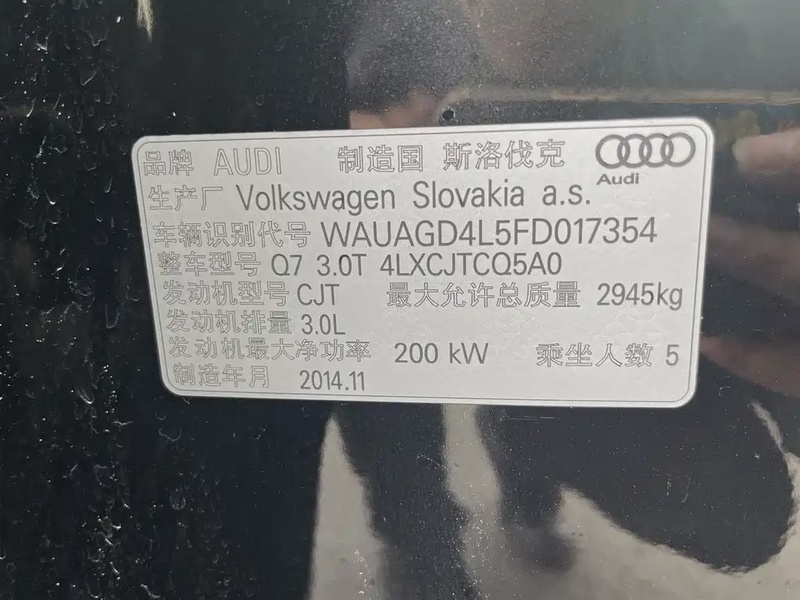 品牌 AUDI 制造国 斯洛伐克
Audi
生产厂 Volkswagen Slovakia a.s.
车辆识别代号 WAUAGD4L5FD017354
整车型号 Q7 3.0T 4LXCJTCQ5A0
发动机型号 CJT 最大允许总质量 2945kg
发动机排量 3.0L
发动机最大净功率 200 kW 乘坐人数 5
制造年月 2014.11